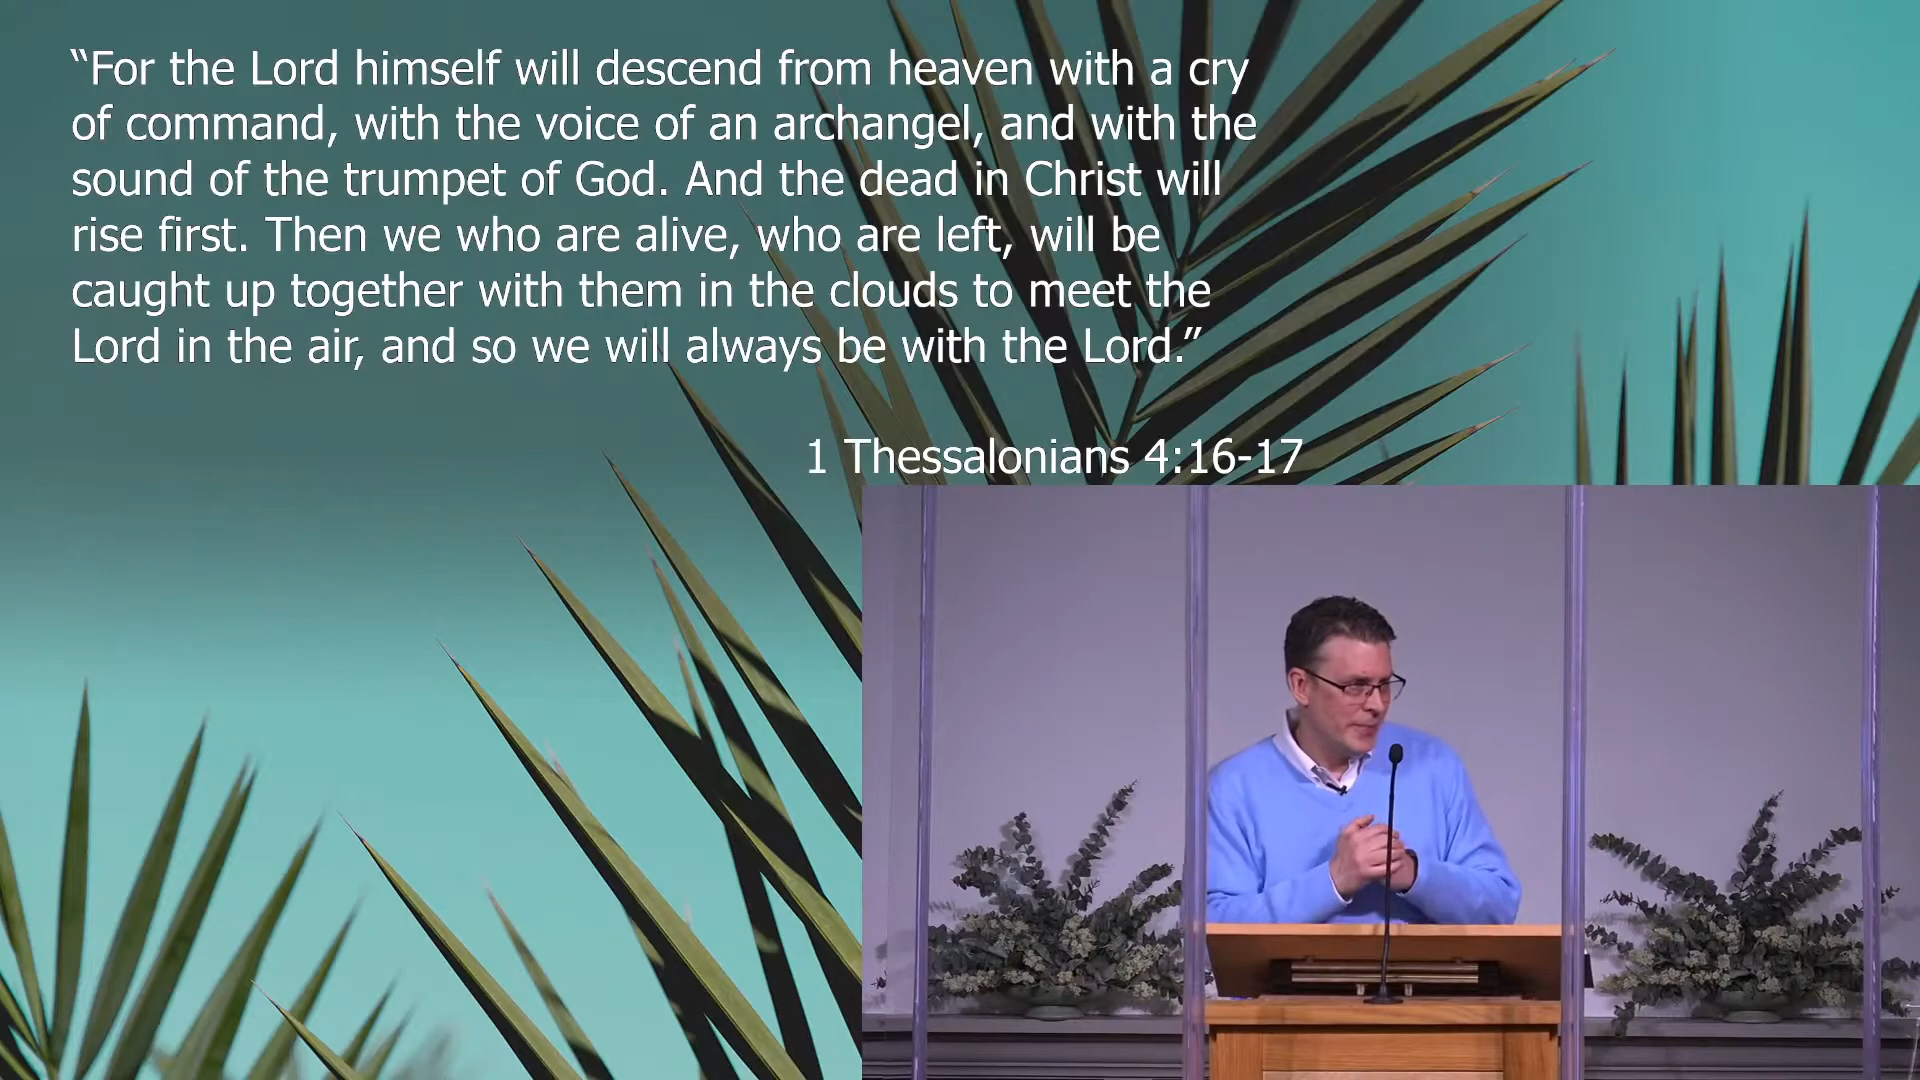 “For the Lord himself will descend from heaven with a cry
of command, with the voice of an archangel, and with the
sound of the trumpet of God. And the dead in Christ will
rise first. Then we who are alive, who are left, will be
caught up together with them in the clouds to meet the
Lord in the air, and so we will always be with the Lord.”
1 Thessalonians 4:16-17